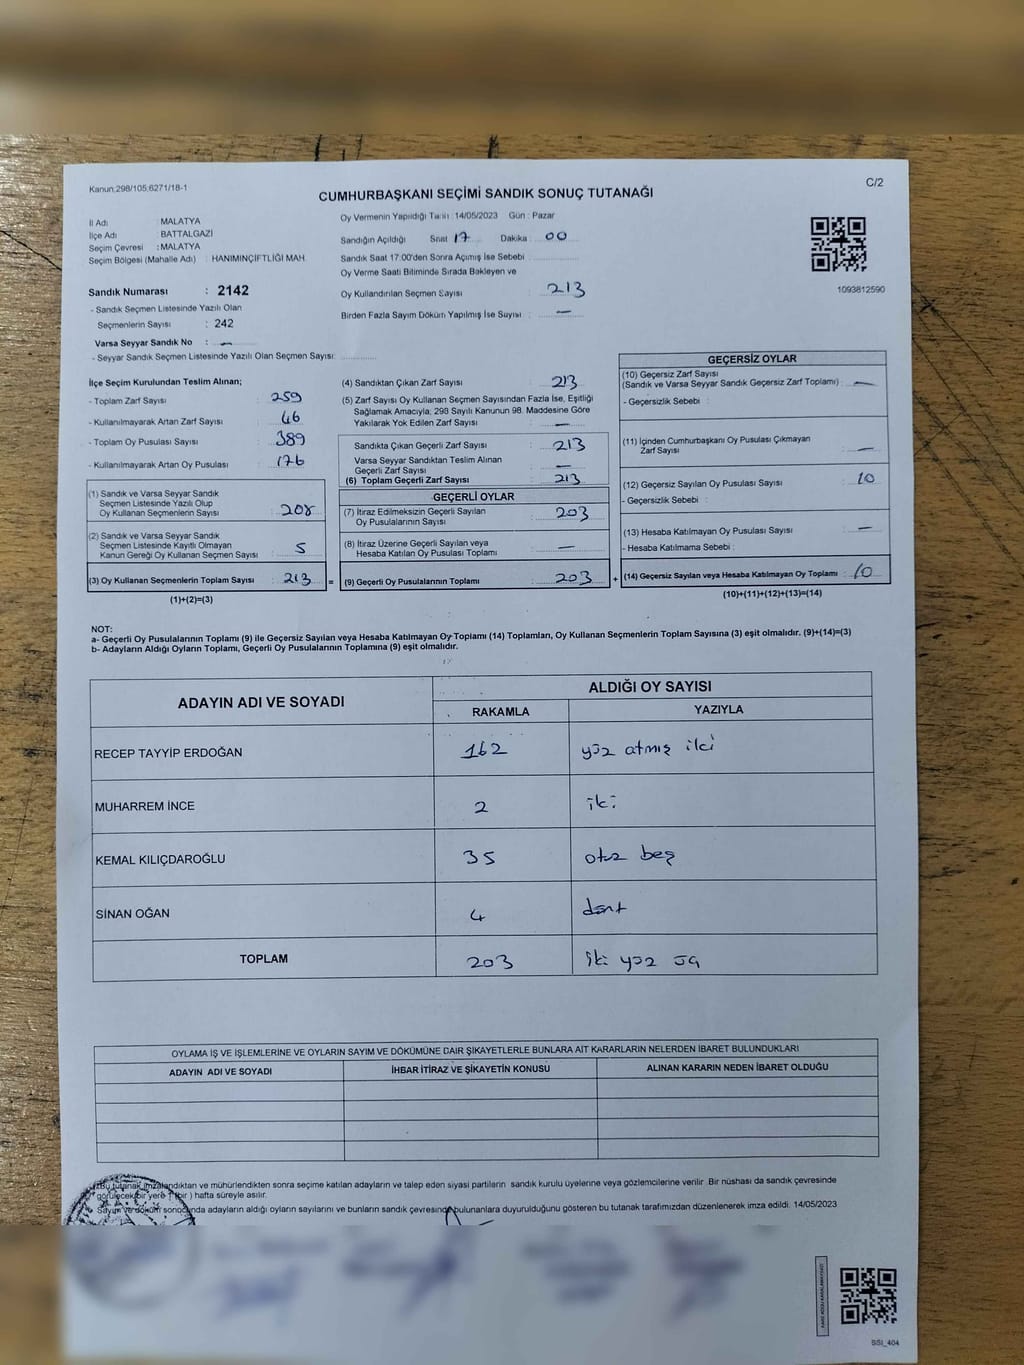 Kanun;298/105;6271/18-1
C/2
CUMHURBAŞKANI SEÇİMİ SANDIK SONUÇ TUTANAĞI
İl Adı : MALATYA
İlçe Adı : BATTALGAZİ
Seçim Çevresi : MALATYA
Seçim Bölgesi (Mahalle Adı) : HANIMINÇİFTLİĞİ MAH.
Sandık Numarası : 2142
- Sandık Seçmen Listesinde Yazılı Olan
Seçmenlerin Sayısı : 242
Varsa Seyyar Sandık No : —
- Seyyar Sandık Seçmen Listesinde Yazılı Olan Seçmen Sayısı:
Oy Vermenin Yapıldığı Tarih : 14/05/2023 Gün : Pazar
Sandığın Açıldığı Saat 17 Dakika : 00
Sandık Saat 17:00'den Sonra Açımış İse Sebebi
Oy Verme Saati Bitiminde Sırada Bekleyen ve
Oy Kullandırılan Seçmen Sayısı : 213
Birden Fazla Sayım Döküm Yapılmış İse Sayısı : —
1093812590
İlçe Seçim Kurulundan Teslim Alınan;
- Toplam Zarf Sayısı : 259
- Kullanılmayarak Artan Zarf Sayısı : 46
- Toplam Oy Pusulası Sayısı : 389
- Kullanılmayarak Artan Oy Pusulası : 176
(1) Sandık ve Varsa Seyyar Sandık
Seçmen Listesinde Yazılı Olup
Oy Kullanan Seçmenlerin Sayısı : 208
(2) Sandık ve Varsa Seyyar Sandık
Seçmen Listesinde Kayıtlı Olmayan
Kanun Gereği Oy Kullanan Seçmen Sayısı : 5
(3) Oy Kullanan Seçmenlerin Toplam Sayısı : 213 =
(1)+(2)=(3)
(4) Sandıktan Çıkan Zarf Sayısı : 213
(5) Zarf Sayısı Oy Kullanan Seçmen Sayısından Fazla İse, Eşitliği
Sağlamak Amacıyla; 298 Sayılı Kanunun 98. Maddesine Göre
Yakılarak Yok Edilen Zarf Sayısı : —
Sandıkta Çıkan Geçerli Zarf Sayısı : 213
Varsa Seyyar Sandıktan Teslim Alınan
Geçerli Zarf Sayısı : —
(6) Toplam Geçerli Zarf Sayısı : 213
GEÇERLİ OYLAR
(7) İtiraz Edilmeksizin Geçerli Sayılan
Oy Pusulalarının Sayısı : 203
(8) İtiraz Üzerine Geçerli Sayılan veya
Hesaba Katılan Oy Pusulası Toplamı : —
(9) Geçerli Oy Pusulalarının Toplamı : 203 +
GEÇERSİZ OYLAR
(10) Geçersiz Zarf Sayısı
(Sandık ve Varsa Seyyar Sandık Geçersiz Zarf Toplamı) : —
- Geçersizlik Sebebi :
(11) İçinden Cumhurbaşkanı Oy Pusulası Çıkmayan
Zarf Sayısı : —
(12) Geçersiz Sayılan Oy Pusulası Sayısı : 10
- Geçersizlik Sebebi :
(13) Hesaba Katılmayan Oy Pusulası Sayısı : —
- Hesaba Katılmama Sebebi :
(14) Geçersiz Sayılan veya Hesaba Katılmayan Oy Toplamı : 10
(10)+(11)+(12)+(13)=(14)
NOT:
a- Geçerli Oy Pusulalarının Toplamı (9) ile Geçersiz Sayılan veya Hesaba Katılmayan Oy Toplamı (14) Toplamları, Oy Kullanan Seçmenlerin Toplam Sayısına (3) eşit olmalıdır. (9)+(14)=(3)
b- Adayların Aldığı Oyların Toplamı, Geçerli Oy Pusulalarının Toplamına (9) eşit olmalıdır.
ADAYIN ADI VE SOYADI
ALDIĞI OY SAYISI
RAKAMLA YAZIYLA
RECEP TAYYİP ERDOĞAN 162 yüz atmış iki
MUHARREM İNCE 2 iki
KEMAL KILIÇDAROĞLU 35 otuz beş
SİNAN OĞAN 4 dört
TOPLAM 203 iki yüz üç
OYLAMA İŞ VE İŞLEMLERİNE VE OYLARIN SAYIM VE DÖKÜMÜNE DAİR ŞİKAYETLERLE BUNLARA AİT KARARLARIN NELERDEN İBARET BULUNDUKLARI
ADAYIN ADI VE SOYADI İHBAR İTİRAZ VE ŞİKAYETİN KONUSU ALINAN KARARIN NEDEN İBARET OLDUĞU
Bu tutanak imzalandıktan ve mühürlendikten sonra seçime katılan adayların ve talep eden siyasi partilerin sandık kurulu üyelerine veya gözlemcilerine verilir. Bir nüshası da sandık çevresinde
görülecek bir yere 1 (bir) hafta süreyle asılır.
Sayım ve döküm sonucunda adayların aldığı oyların sayılarını ve bunların sandık çevresinde bulunanlara duyurulduğunu gösteren bu tutanak tarafımızdan düzenlenerek imza edildi. 14/05/2023
SSI_404